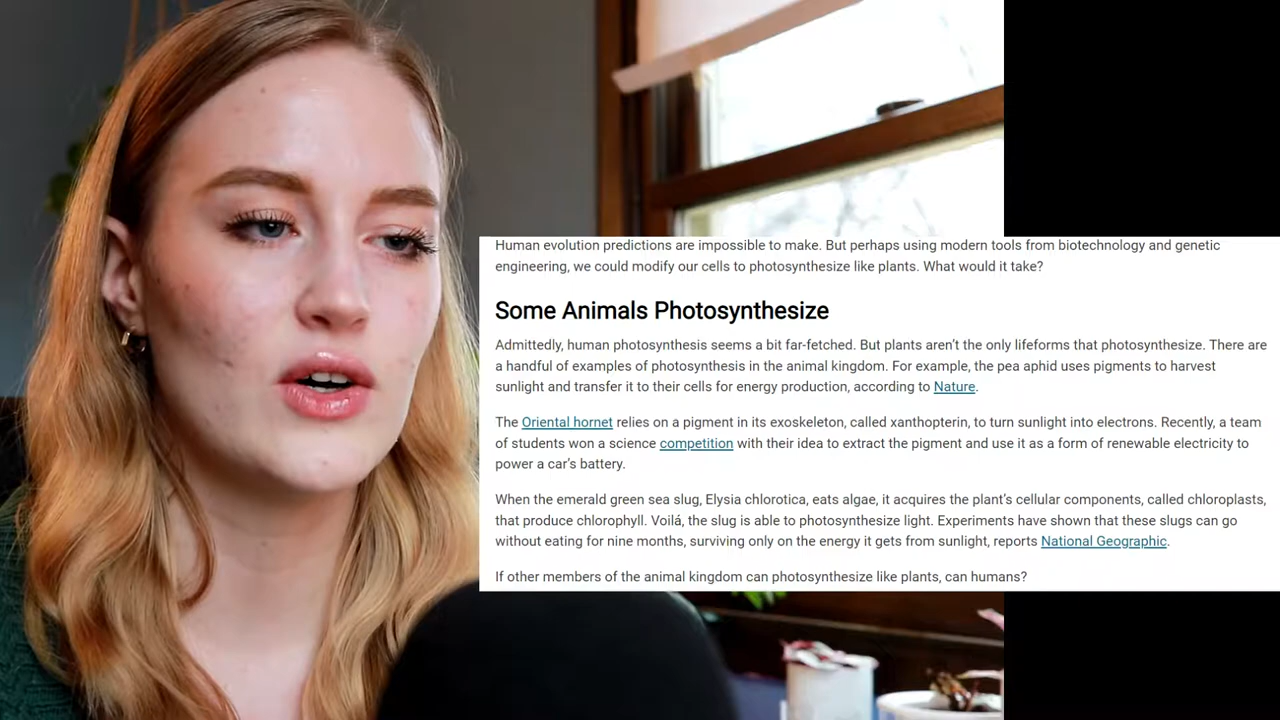 Human evolution predictions are impossible to make. But perhaps using modern tools from biotechnology and genetic
engineering, we could modify our cells to photosynthesize like plants. What would it take?
Some Animals Photosynthesize
Admittedly, human photosynthesis seems a bit far-fetched. But plants aren’t the only lifeforms that photosynthesize. There are
a handful of examples of photosynthesis in the animal kingdom. For example, the pea aphid uses pigments to harvest
sunlight and transfer it to their cells for energy production, according to Nature.
The Oriental hornet relies on a pigment in its exoskeleton, called xanthopterin, to turn sunlight into electrons. Recently, a team
of students won a science competition with their idea to extract the pigment and use it as a form of renewable electricity to
power a car’s battery.
When the emerald green sea slug, Elysia chlorotica, eats algae, it acquires the plant’s cellular components, called chloroplasts,
that produce chlorophyll. Voilá, the slug is able to photosynthesize light. Experiments have shown that these slugs can go
without eating for nine months, surviving only on the energy it gets from sunlight, reports National Geographic.
If other members of the animal kingdom can photosynthesize like plants, can humans?